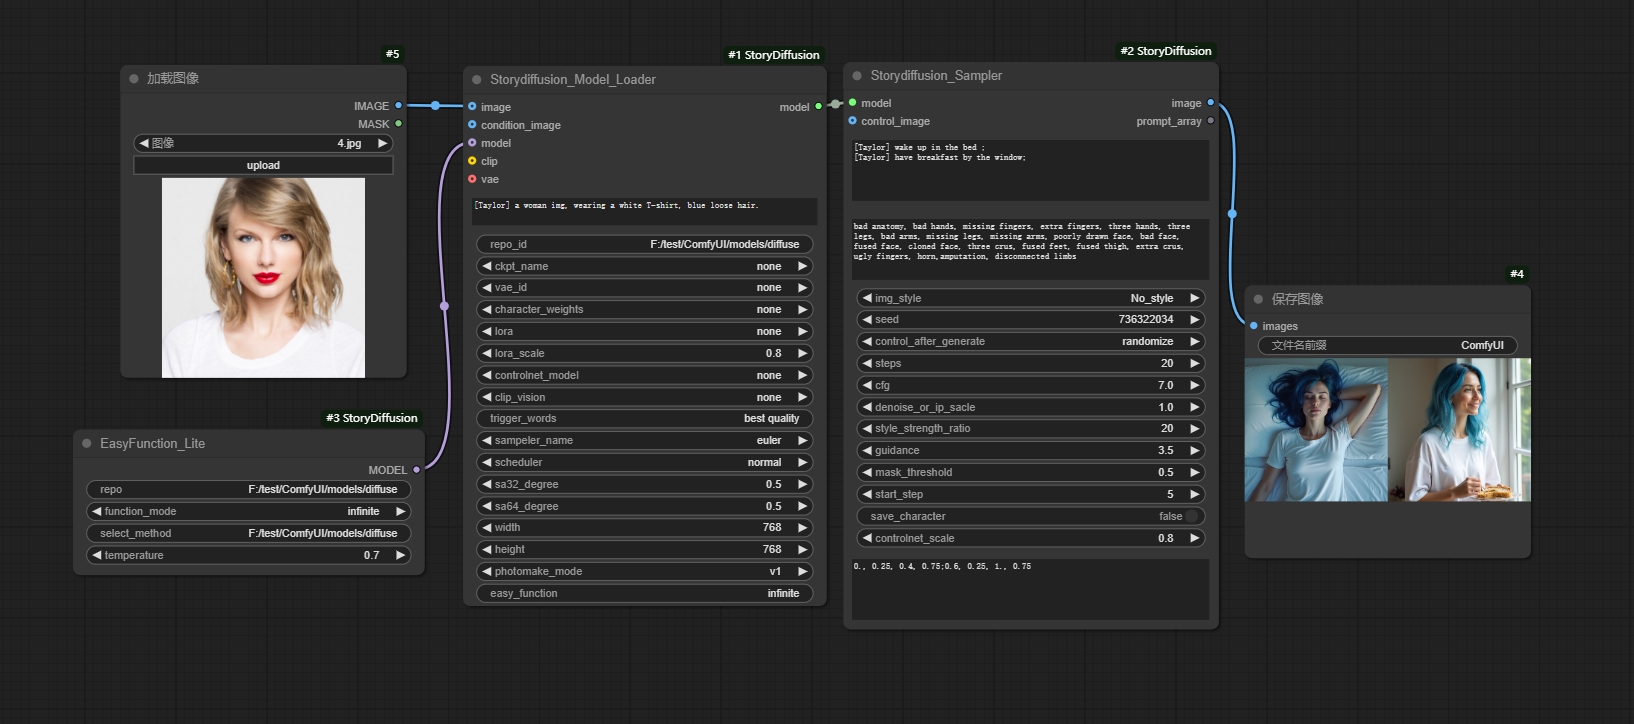 #5
加载图像
IMAGE
MASK
图像 4.jpg
upload
#3 StoryDiffusion
EasyFunction_Lite
MODEL
repo F:/test/ComfyUI/models/diffuse
function_mode infinite
select_method F:/test/ComfyUI/models/diffuse
temperature 0.7
#1 StoryDiffusion
Storydiffusion_Model_Loader
image model
condition_image
model
clip
vae
[Taylor] a woman img, wearing a white T-shirt, blue loose hair.
repo_id F:/test/ComfyUI/models/diffuse
ckpt_name none
vae_id none
character_weights none
lora none
lora_scale 0.8
controlnet_model none
clip_vision none
trigger_words best quality
sampeler_name euler
scheduler normal
sa32_degree 0.5
sa64_degree 0.5
width 768
height 768
photomake_mode v1
easy_function infinite
#2 StoryDiffusion
Storydiffusion_Sampler
model image
control_image prompt_array
[Taylor] wake up in the bed ;
[Taylor] have breakfast by the window;
bad anatomy, bad hands, missing fingers, extra fingers, three hands, three
legs, bad arms, missing legs, missing arms, poorly drawn face, bad face,
fused face, cloned face, three crus, fused feet, fused thigh, extra crus,
ugly fingers, horn,amputation, disconnected limbs
img_style No_style
seed 736322034
control_after_generate randomize
steps 20
cfg 7.0
denoise_or_ip_sacle 1.0
style_strength_ratio 20
guidance 3.5
mask_threshold 0.5
start_step 5
save_character false
controlnet_scale 0.8
0., 0.25, 0.4, 0.75;0.6, 0.25, 1., 0.75
#4
保存图像
images
文件名前缀 ComfyUI